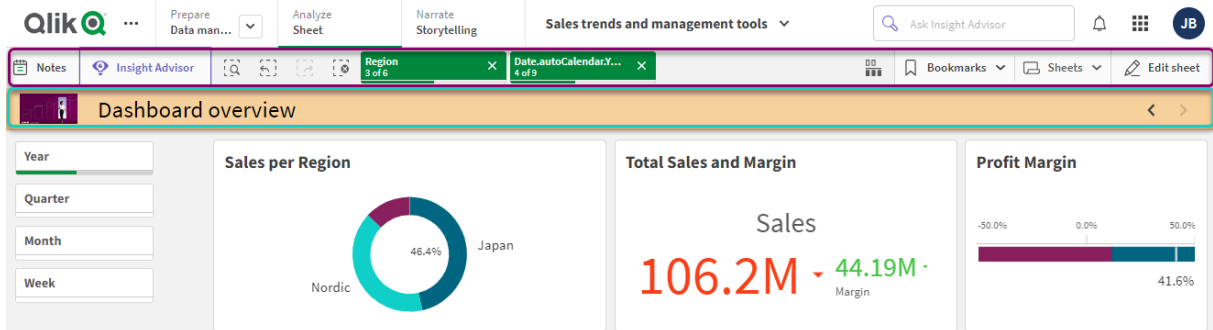 Qlik
Prepare
Data man...
Analyze
Sheet
Narrate
Storytelling
Sales trends and management tools
Ask Insight Advisor
JB
Notes
Insight Advisor
Region
3 of 6
Date.autoCalendar.Y...
4 of 9
Bookmarks
Sheets
Edit sheet
Dashboard overview
Year
Quarter
Month
Week
Sales per Region
46.4%
Japan
Nordic
Total Sales and Margin
Sales
106.2M
44.19M
Margin
Profit Margin
-50.0% 0.0% 50.0%
41.6%